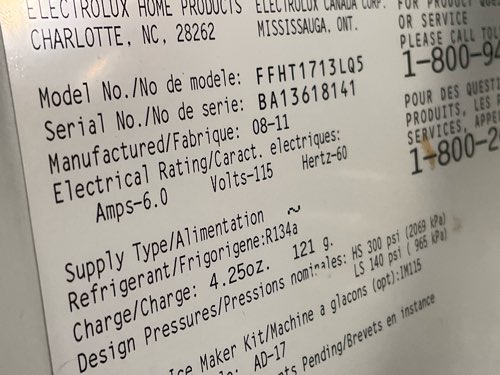 ELECTROLUX HOME PRODUCTS
CHARLOTTE, NC, 28262
ELECTROLUX CANADA CORP.
MISSISSAUGA, ONT.
FOR PRODUCT
OR SERVICE
PLEASE CALL
1-800-94
Model No./No de modele: FFHT1713LQ5
Serial No./No de serie: BA13618141
Manufactured/Fabrique: 08-11
Electrical Rating/Caract. electriques:
Amps-6.0 Volts-115 Hertz-60
POUR DES
PRODUITS, LES
SERVICES,
1-800-2
Supply Type/Alimentation ~
Refrigerant/Frigorigene:R134a
Charge/Charge: 4.25oz. 121 g.
Design Pressures/Pressions nominales: HS 300 psi (2069 kPa)
LS 140 psi ( 965 kPa)
Ice Maker Kit/Machine a glacons (opt):IM115
AD-17
Pending/Brevets en instance